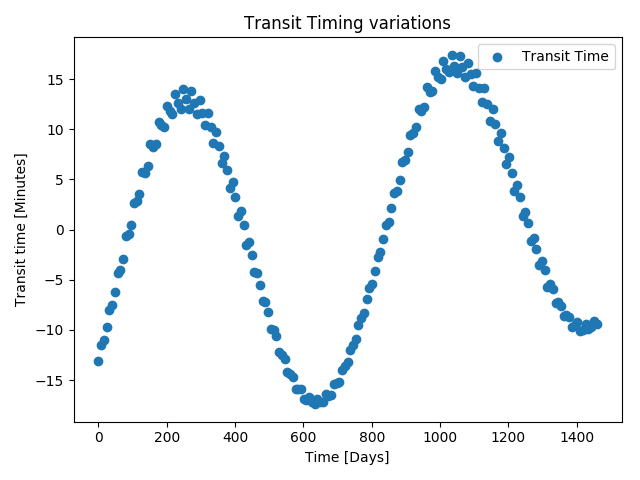 Transit Timing variations
Transit Time
Transit time [Minutes]
15
10
5
0
−5
−10
−15
0 200 400 600 800 1000 1200 1400
Time [Days]